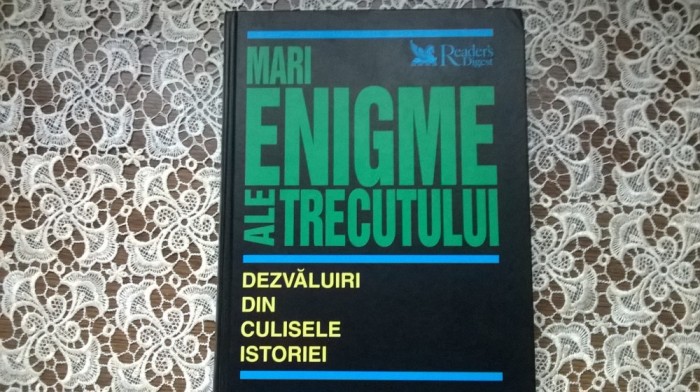 Reader's
Digest
MARI
ENIGME
ALE TRECUTULUI
DEZVĂLUIRI
DIN
CULISELE
ISTORIEI